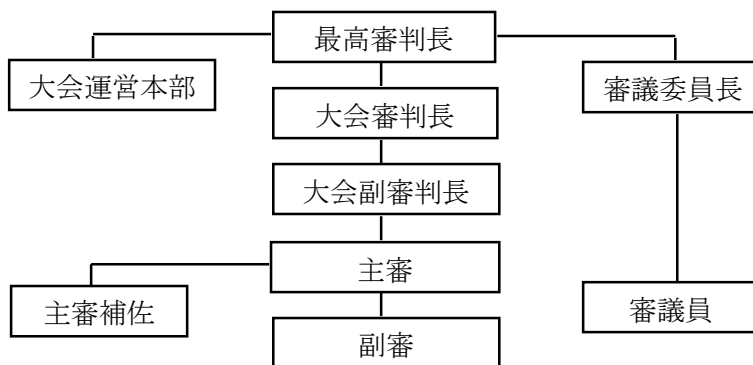 最高審判長
大会運営本部
審議委員長
大会審判長
大会副審判長
主審
主審補佐
審議員
副審